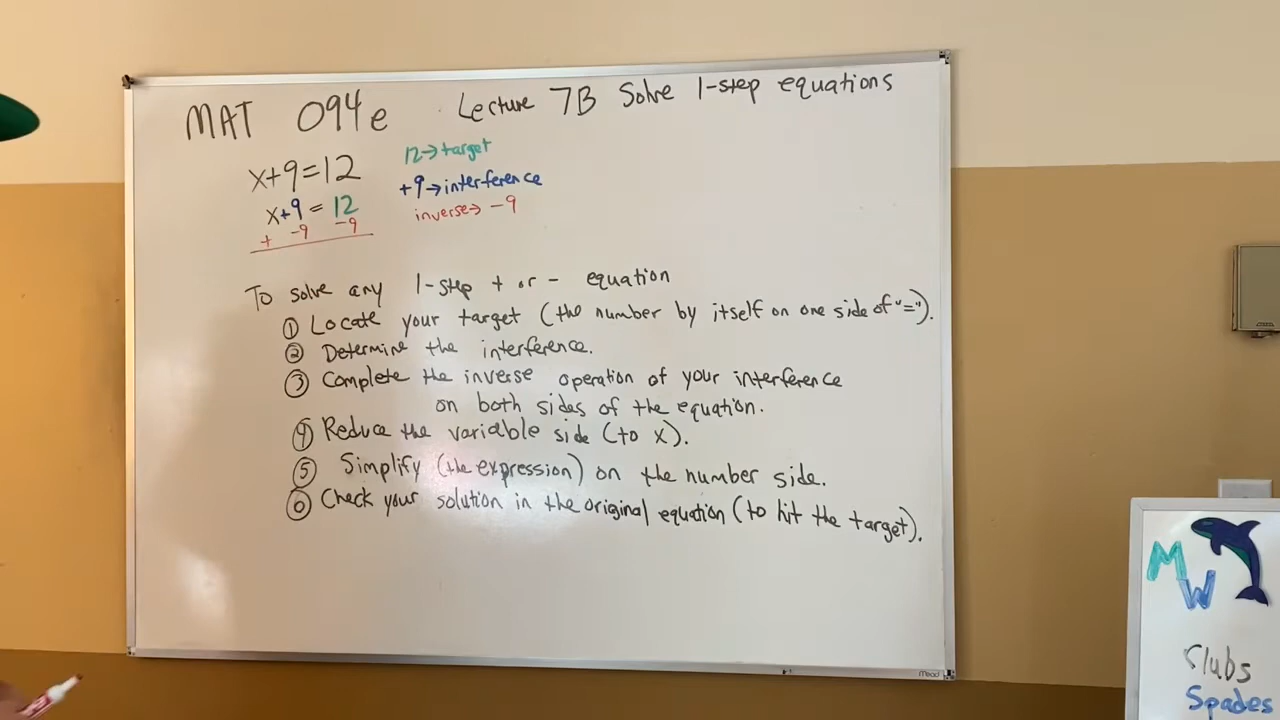 MAT 094e Lecture 7B Solve 1-step equations
x+9=12
12→target
+9→interference
x+9 = 12
inverse→ -9
+ -9 -9
To solve any 1-step + or - equation
① Locate your target (the number by itself on one side of "=").
② Determine the interference.
③ Complete the inverse operation of your interference
on both sides of the equation.
④ Reduce the variable side (to x).
⑤ Simplify (the expression) on the number side.
⑥ Check your solution in the original equation (to hit the target).
Mead
MW
Clubs
Spades